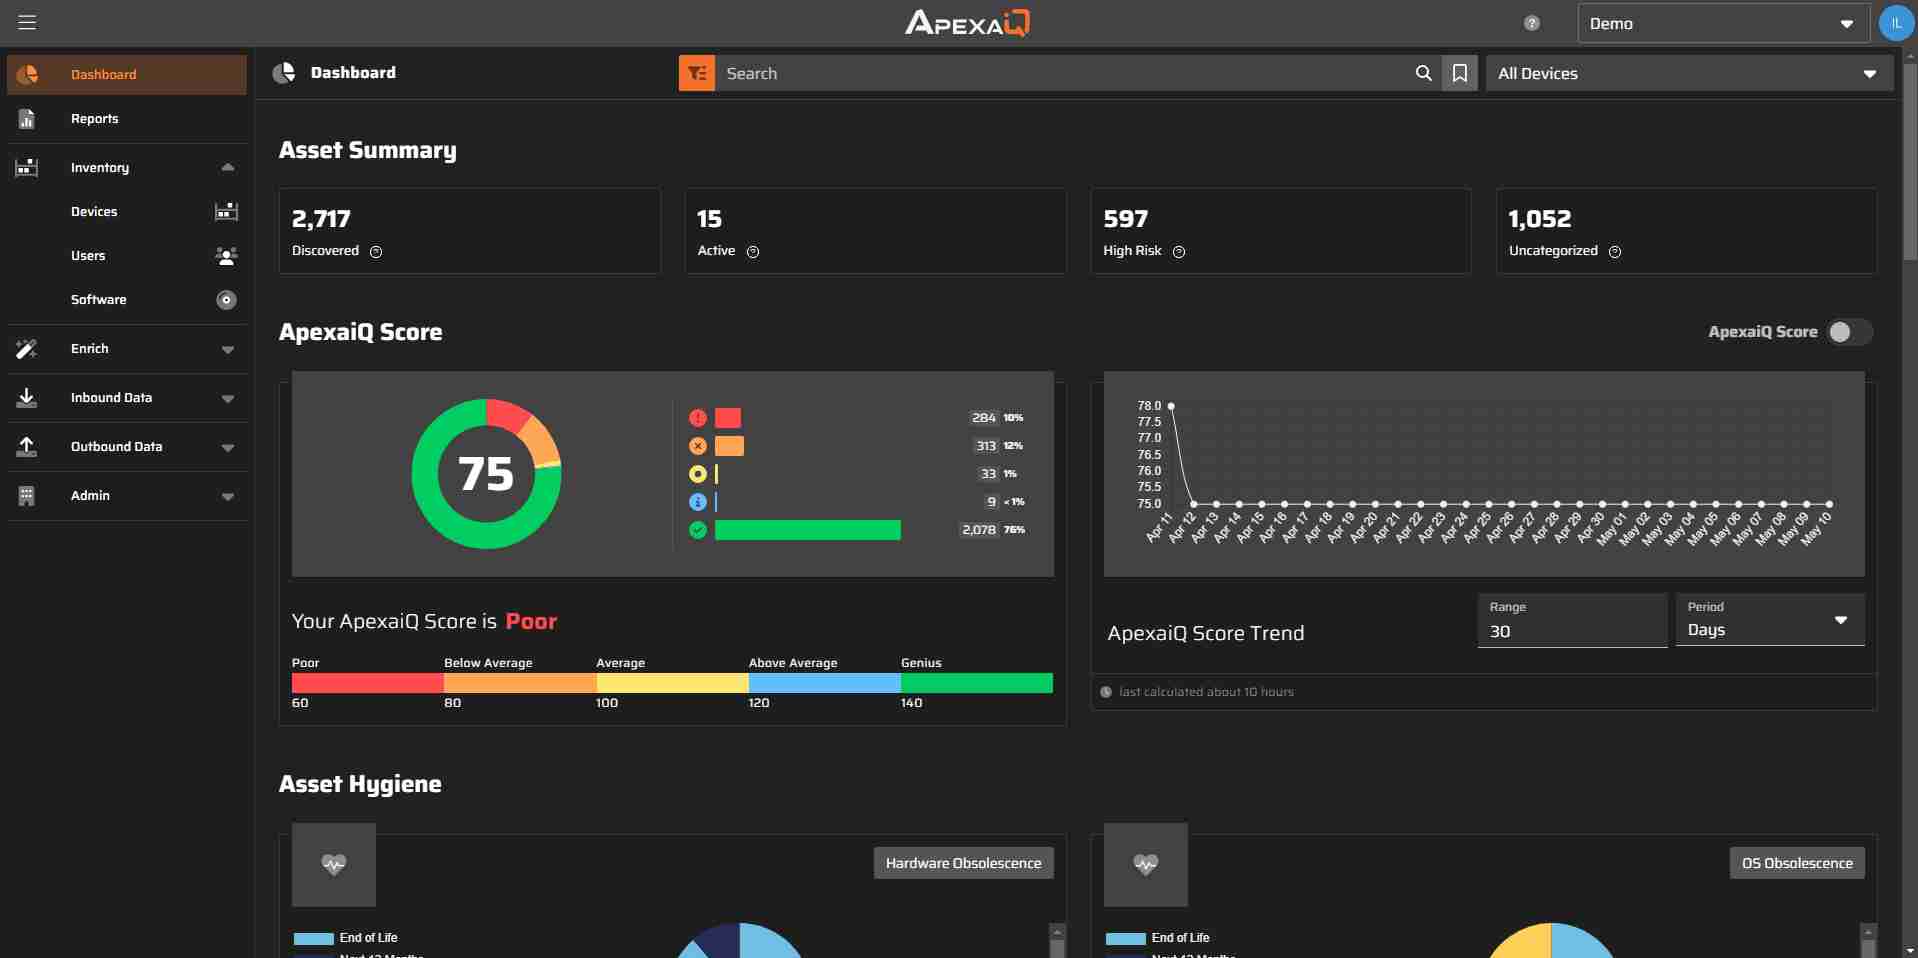 APEXAIQ
Demo
IL
Dashboard
Reports
Inventory
Devices
Users
Software
Enrich
Inbound Data
Outbound Data
Admin
Dashboard
Search
All Devices
Asset Summary
2,717
Discovered
15
Active
597
High Risk
1,052
Uncategorized
ApexaiQ Score
ApexaiQ Score
75
284 10%
313 12%
33 1%
9 < 1%
2,078 76%
Your ApexaiQ Score is Poor
Poor Below Average Average Above Average Genius
60 80 100 120 140
78.0
77.5
77.0
76.5
76.0
75.5
75.0
Apr 11 Apr 12 Apr 13 Apr 14 Apr 15 Apr 16 Apr 17 Apr 18 Apr 19 Apr 20 Apr 21 Apr 22 Apr 23 Apr 24 Apr 25 Apr 26 Apr 27 Apr 28 Apr 29 Apr 30 May 01 May 02 May 03 May 04 May 05 May 06 May 07 May 08 May 09 May 10
ApexaiQ Score Trend
Range
30
Period
Days
last calculated about 10 hours
Asset Hygiene
Hardware Obsolescence
End of Life
Next 12 Months
OS Obsolescence
End of Life
Next 12 Months